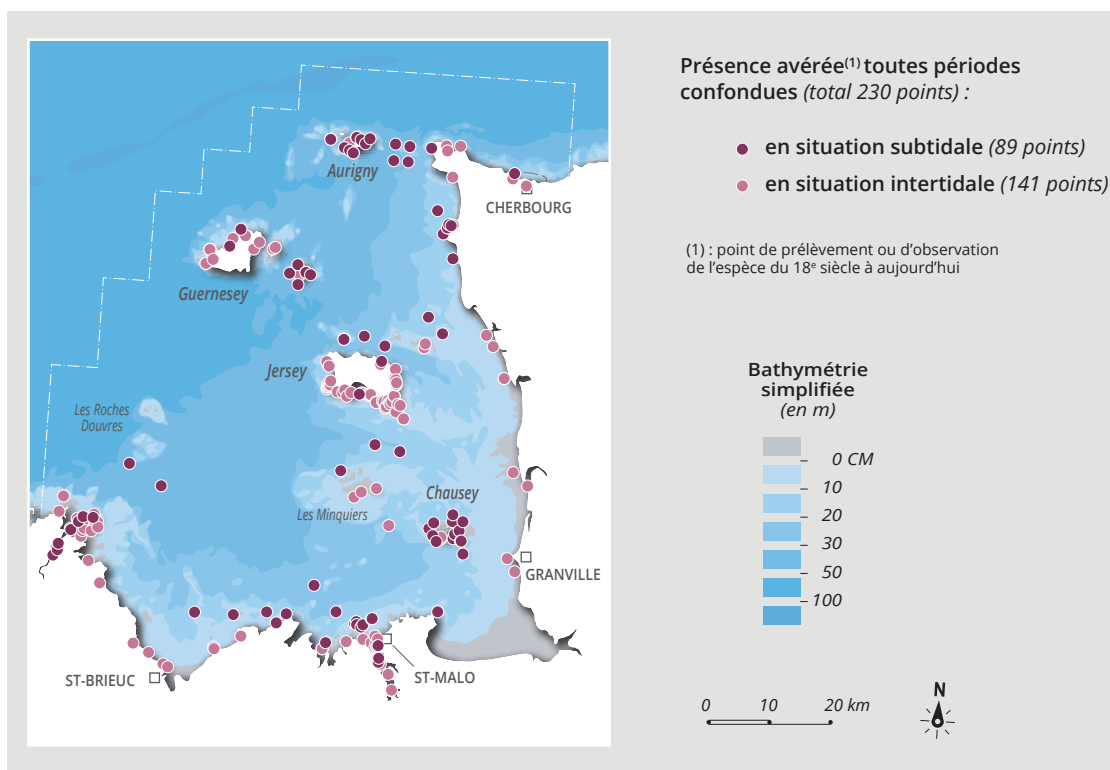 Présence avérée(1) toutes périodes
confondues (total 230 points) :
en situation subtidale (89 points)
en situation intertidale (141 points)
(1) : point de prélèvement ou d'observation
de l'espèce du 18e siècle à aujourd'hui
Aurigny
CHERBOURG
Guernesey
Jersey
Les Roches
Douvres
Les Minquiers
Chausey
GRANVILLE
ST-BRIEUC
ST-MALO
Bathymétrie
simplifiée
(en m)
0 CM
10
20
30
50
100
0 10 20 km
N